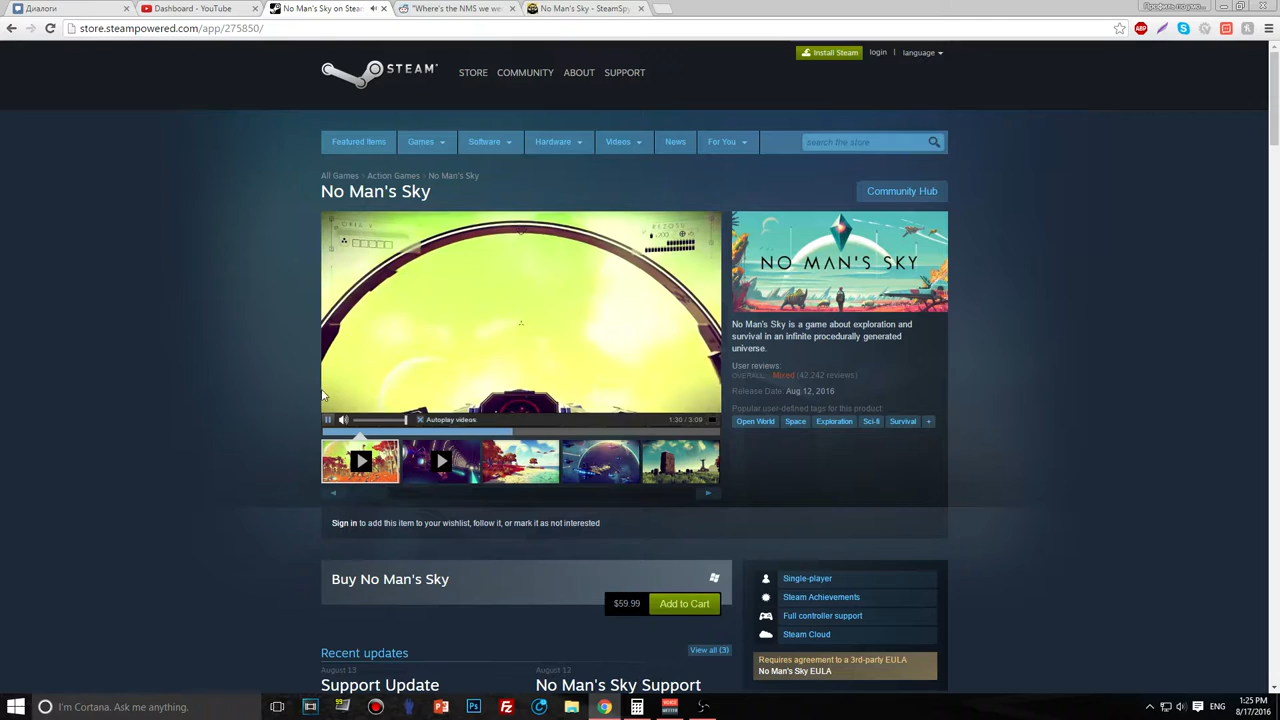 Диалоги
Dashboard - YouTube
No Man's Sky on Steam
"Where's the NMS we we
No Man's Sky - SteamSpy
store.steampowered.com/app/275850/
Install Steam
login
language
STEAM
STORE
COMMUNITY
ABOUT
SUPPORT
Featured Items
Games
Software
Hardware
Videos
News
For You
search the store
All Games > Action Games > No Man's Sky
No Man's Sky
Community Hub
NO MAN'S SKY
No Man's Sky is a game about exploration and
survival in an infinite procedurally generated
universe.
User reviews:
OVERALL: Mixed (42,242 reviews)
Release Date: Aug 12, 2016
Popular user-defined tags for this product
Open World
Space
Exploration
Sci-fi
Survival
+
Autoplay videos
1:30 / 3:09
Sign in to add this item to your wishlist, follow it, or mark it as not interested
Buy No Man's Sky
$59.99
Add to Cart
Single-player
Steam Achievements
Full controller support
Steam Cloud
Requires agreement to a 3rd-party EULA
No Man's Sky EULA
Recent updates
View all (3)
August 13
Support Update
August 12
No Man's Sky Support
I'm Cortana. Ask me anything.
ENG
1:25 PM
8/17/2016